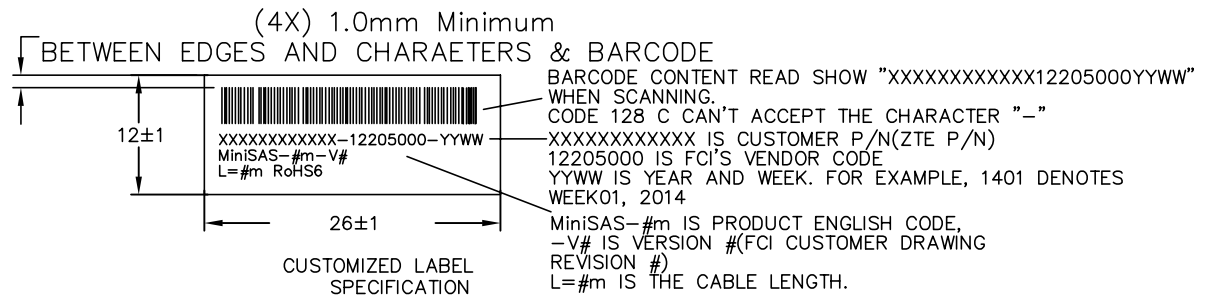 (4X) 1.0mm Minimum
BETWEEN EDGES AND CHARAETERS & BARCODE
12±1
26±1
XXXXXXXXXXXX-12205000-YYWW
MiniSAS-#m-V#
L=#m RoHS6
CUSTOMIZED LABEL
SPECIFICATION
BARCODE CONTENT READ SHOW "XXXXXXXXXXXX12205000YYWW"
WHEN SCANNING.
CODE 128 C CAN'T ACCEPT THE CHARACTER "-"
XXXXXXXXXXXX IS CUSTOMER P/N(ZTE P/N)
12205000 IS FCI'S VENDOR CODE
YYWW IS YEAR AND WEEK. FOR EXAMPLE, 1401 DENOTES
WEEK01, 2014
MiniSAS-#m IS PRODUCT ENGLISH CODE,
-V# IS VERSION #(FCI CUSTOMER DRAWING
REVISION #)
L=#m IS THE CABLE LENGTH.